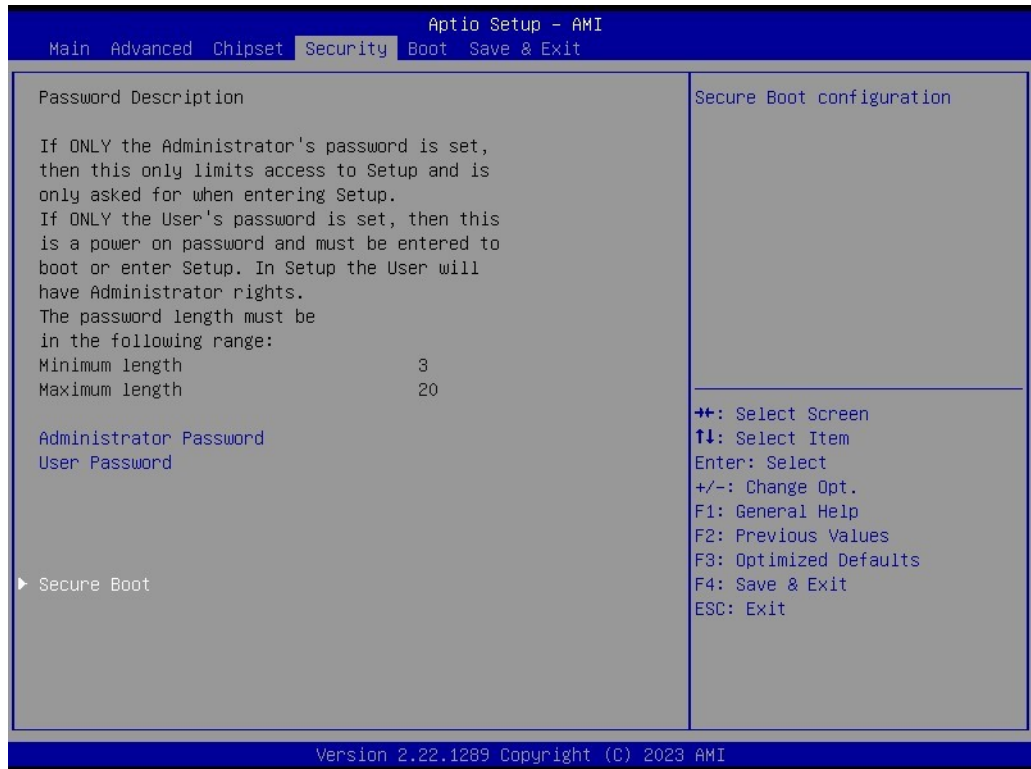 Aptio Setup – AMI
Main Advanced Chipset Security Boot Save & Exit
Password Description
If ONLY the Administrator's password is set,
then this only limits access to Setup and is
only asked for when entering Setup.
If ONLY the User's password is set, then this
is a power on password and must be entered to
boot or enter Setup. In Setup the User will
have Administrator rights.
The password length must be
in the following range:
Minimum length 3
Maximum length 20
Administrator Password
User Password
Secure Boot
Secure Boot configuration
→←: Select Screen
↑↓: Select Item
Enter: Select
+/-: Change Opt.
F1: General Help
F2: Previous Values
F3: Optimized Defaults
F4: Save & Exit
ESC: Exit
Version 2.22.1289 Copyright (C) 2023 AMI